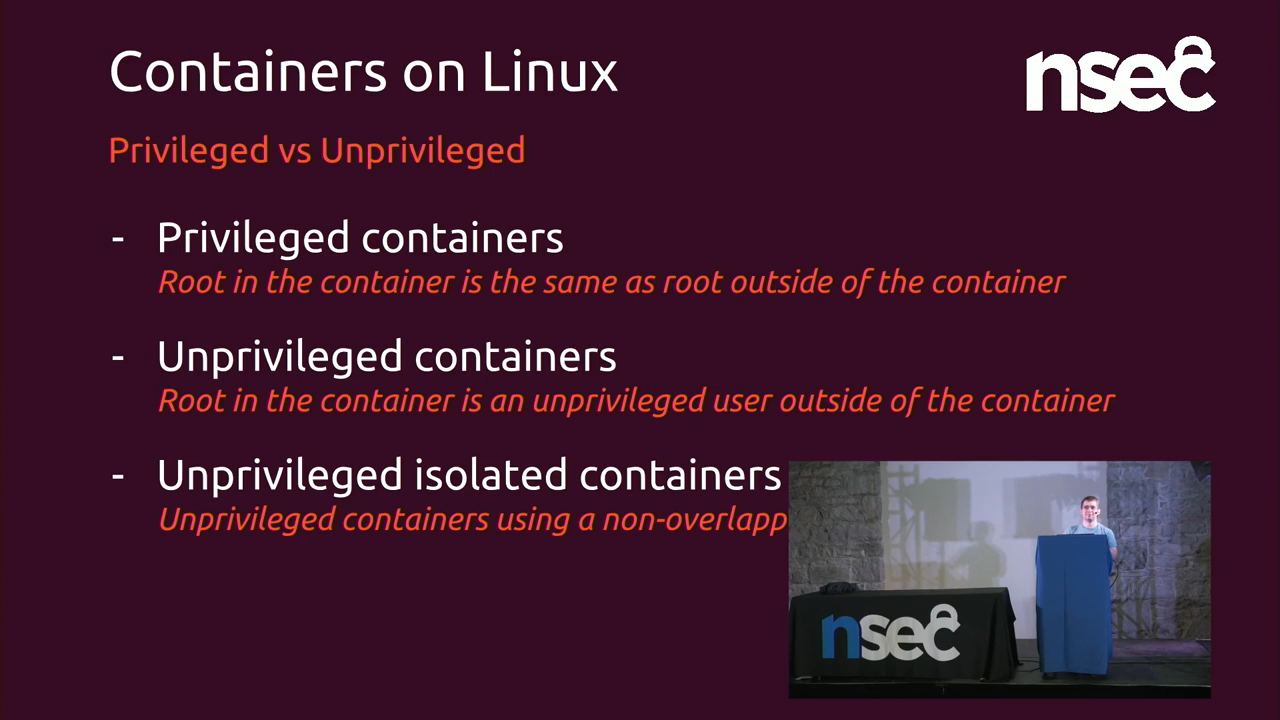 Containers on Linux
nsec
Privileged vs Unprivileged
- Privileged containers
Root in the container is the same as root outside of the container
- Unprivileged containers
Root in the container is an unprivileged user outside of the container
- Unprivileged isolated containers
Unprivileged containers using a non-overlapp
nsec